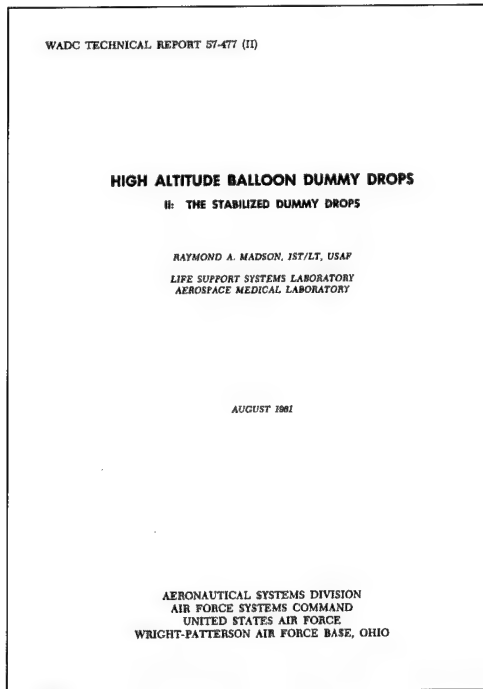 WADC TECHNICAL REPORT 57-477 (II)
HIGH ALTITUDE BALLOON DUMMY DROPS
II: THE STABILIZED DUMMY DROPS
RAYMOND A. MADSON, 1ST/LT, USAF
LIFE SUPPORT SYSTEMS LABORATORY
AEROSPACE MEDICAL LABORATORY
AUGUST 1961
AERONAUTICAL SYSTEMS DIVISION
AIR FORCE SYSTEMS COMMAND
UNITED STATES AIR FORCE
WRIGHT-PATTERSON AIR FORCE BASE, OHIO